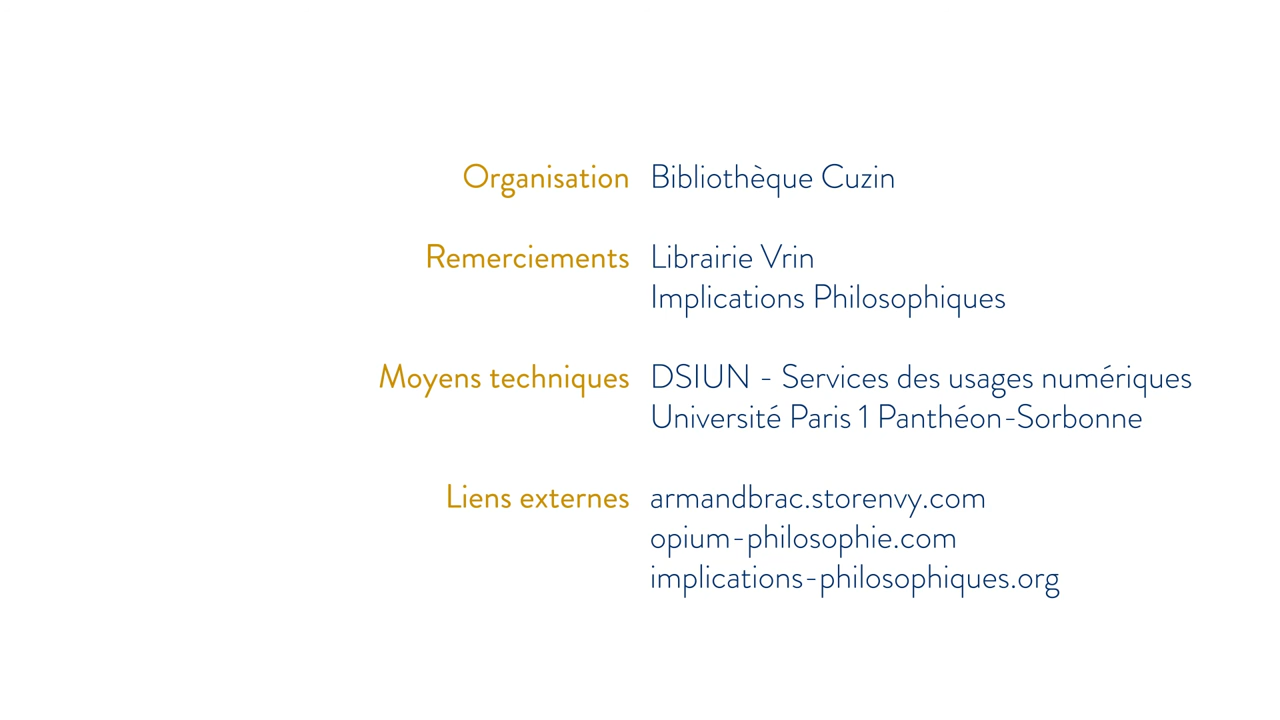 Organisation Bibliothèque Cuzin
Remerciements Librairie Vrin
Implications Philosophiques
Moyens techniques DSIUN - Services des usages numériques
Université Paris 1 Panthéon-Sorbonne
Liens externes armandbrac.storenvy.com
opium-philosophie.com
implications-philosophiques.org